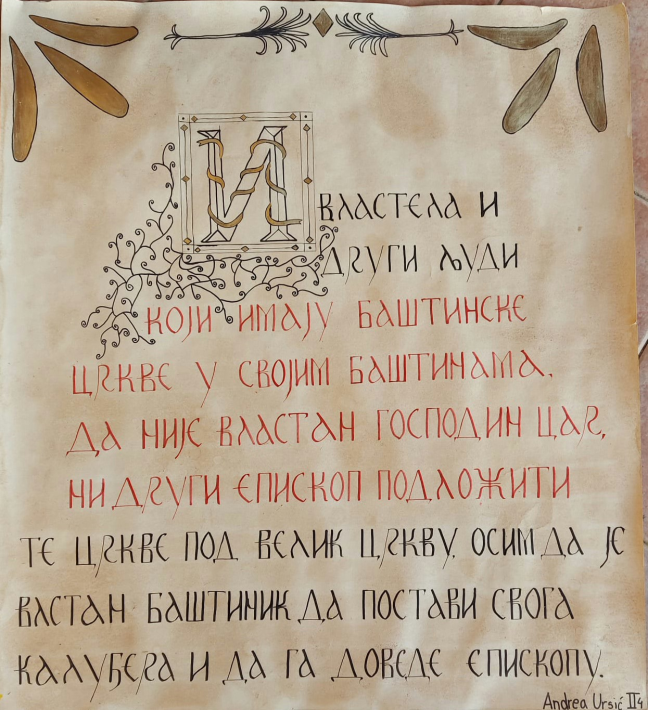 И ВЛАСТЕЛА И
ДРУГИ ЉУДИ
КОЈИ ИМАЈУ БАШТИНСКЕ
ЦРКВЕ У СВОЈИМ БАШТИНАМА,
ДА НИЈЕ ВЛАСТАН ГОСПОДИН ЦАР,
НИ ДРУГИ ЕПИСКОП ПОДЛОЖИТИ
ТЕ ЦРКВЕ ПОД ВЕЛИК ЦРКВУ. ОСИМ ДА ЈЕ
ВАСТАН БАШТИНИК ДА ПОСТАВИ СВОГА
КАЛУЂЕРА И ДА ГА ДОВЕДЕ ЕПИСКОПУ.
Andrea Ursić II4